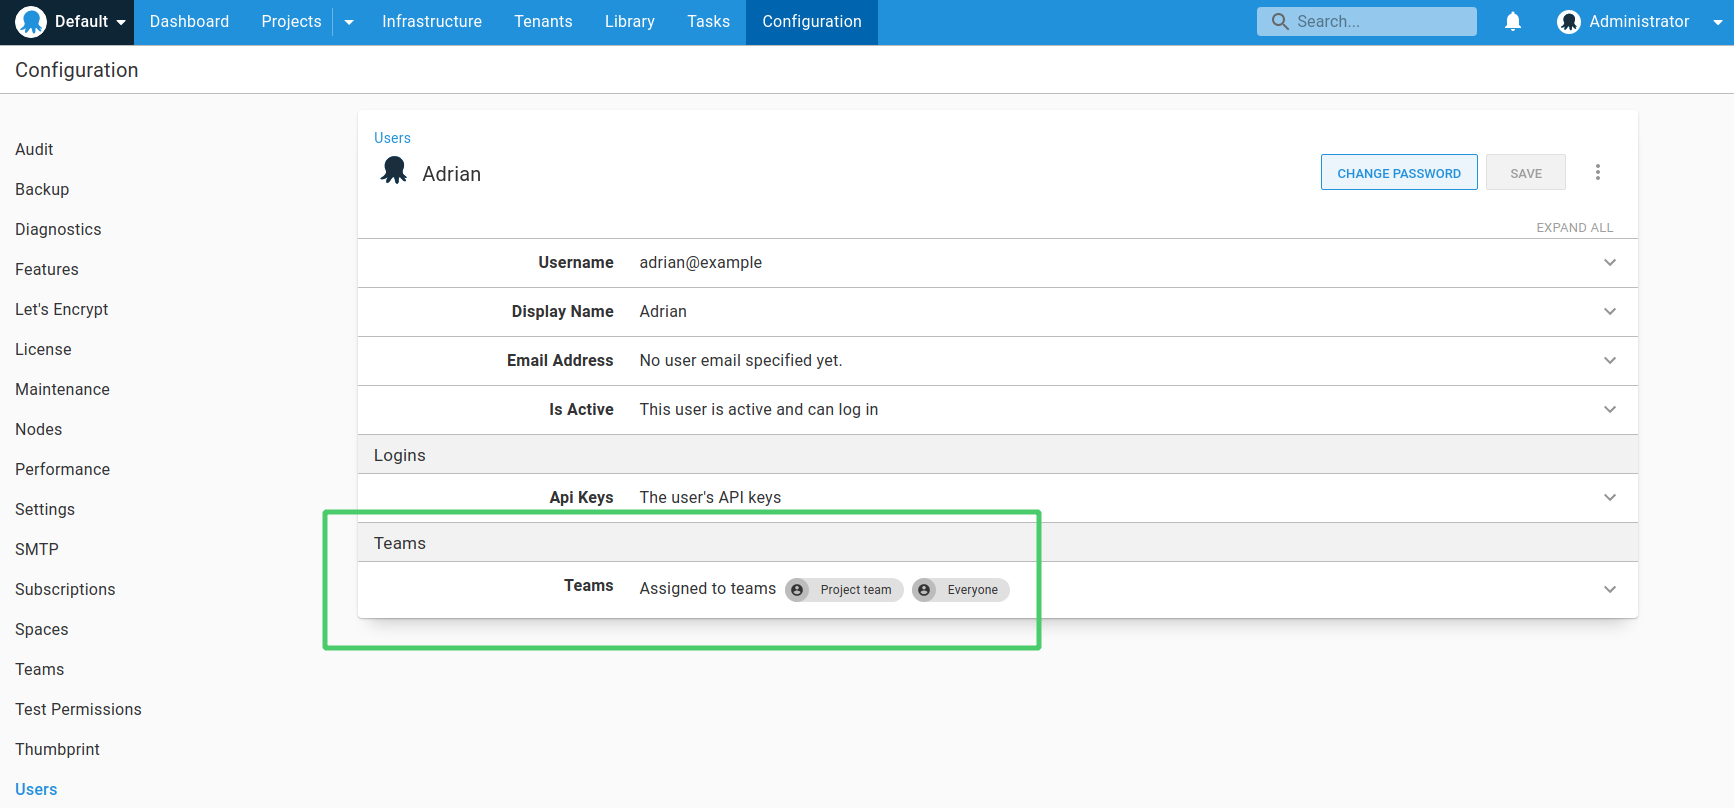 Default Dashboard Projects Infrastructure Tenants Library Tasks Configuration Search... Administrator
Configuration
Audit
Backup
Diagnostics
Features
Let's Encrypt
License
Maintenance
Nodes
Performance
Settings
SMTP
Subscriptions
Spaces
Teams
Test Permissions
Thumbprint
Users
Users
Adrian
CHANGE PASSWORD SAVE
EXPAND ALL
Username adrian@example
Display Name Adrian
Email Address No user email specified yet.
Is Active This user is active and can log in
Logins
Api Keys The user's API keys
Teams
Teams Assigned to teams Project team Everyone